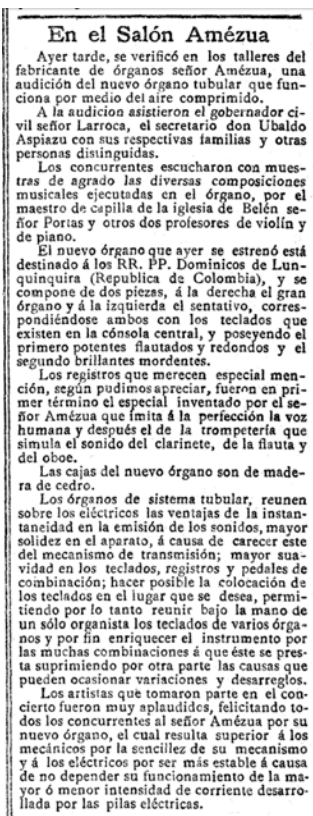 En el Salón Amézua
Ayer tarde, se verificó en los talleres del
fabricante de órganos señor Amézua, una
audición del nuevo órgano tubular que fun-
ciona por medio del aire comprimido.
A la audicion asistieron el gobernador ci-
vil señor Larroca, el secretario don Ubaldo
Aspiazu con sus respectivas familias y otras
personas distinguidas.
Los concurrentes escucharon con mues-
tras de agrado las diversas composiciones
musicales ejecutadas en el órgano, por el
maestro de capilla de la iglesia de Belén se-
ñor Portas y otros dos profesores de violín y
de piano.
El nuevo órgano que ayer se estrenó está
destinado á los RR. PP. Dominicos de Lun-
quinquira (Republica de Colombia), y se
compone de dos piezas, á la derecha el gran
órgano y á la izquierda el sentativo, corres-
pondiéndose ambos con los teclados que
existen en la cónsola central, y poseyendo el
primero potentes flautados y redondos y el
segundo brillantes mordentes.
Los registros que merecen especial men-
ción, según pudimos apreciar, fueron en pri-
mer término el especial inventado por el se-
ñor Amézua que imita á la perfección la voz
humana y después el de la trompetería que
simula el sonido del clarinete, de la flauta y
del oboe.
Las cajas del nuevo órgano son de made-
ra de cedro.
Los órganos de sistema tubular, reunen
sobre los eléctricos las ventajas de la instan-
taneidad en la emisión de los sonidos, mayor
solidez en el aparato, á causa de carecer este
del mecanismo de transmisión; mayor sua-
vidad en los teclados, registros y pedales de
combinación; hacer posible la colocación de
los teclados en el lugar que se desea, permi-
tiendo por lo tanto reunir bajo la mano de
un sólo organista los teclados de varios órga-
nos y por fin enriquecer el instrumento por
las muchas combinaciones á que éste se pres-
ta suprimiendo por otra parte las causas que
pueden ocasionar variaciones y desarreglos.
Los artistas que tomaron parte en el con-
cierto fueron muy aplaudidos, felicitando to-
dos los concurrentes al señor Amézua por su
nuevo órgano, el cual resulta superior á los
mecánicos por la sencillez de su mecanismo
y á los eléctricos por ser más estable á causa
de no depender su funcionamiento de la ma-
yor ó menor intensidad de corriente desarro-
llada por las pilas eléctricas.